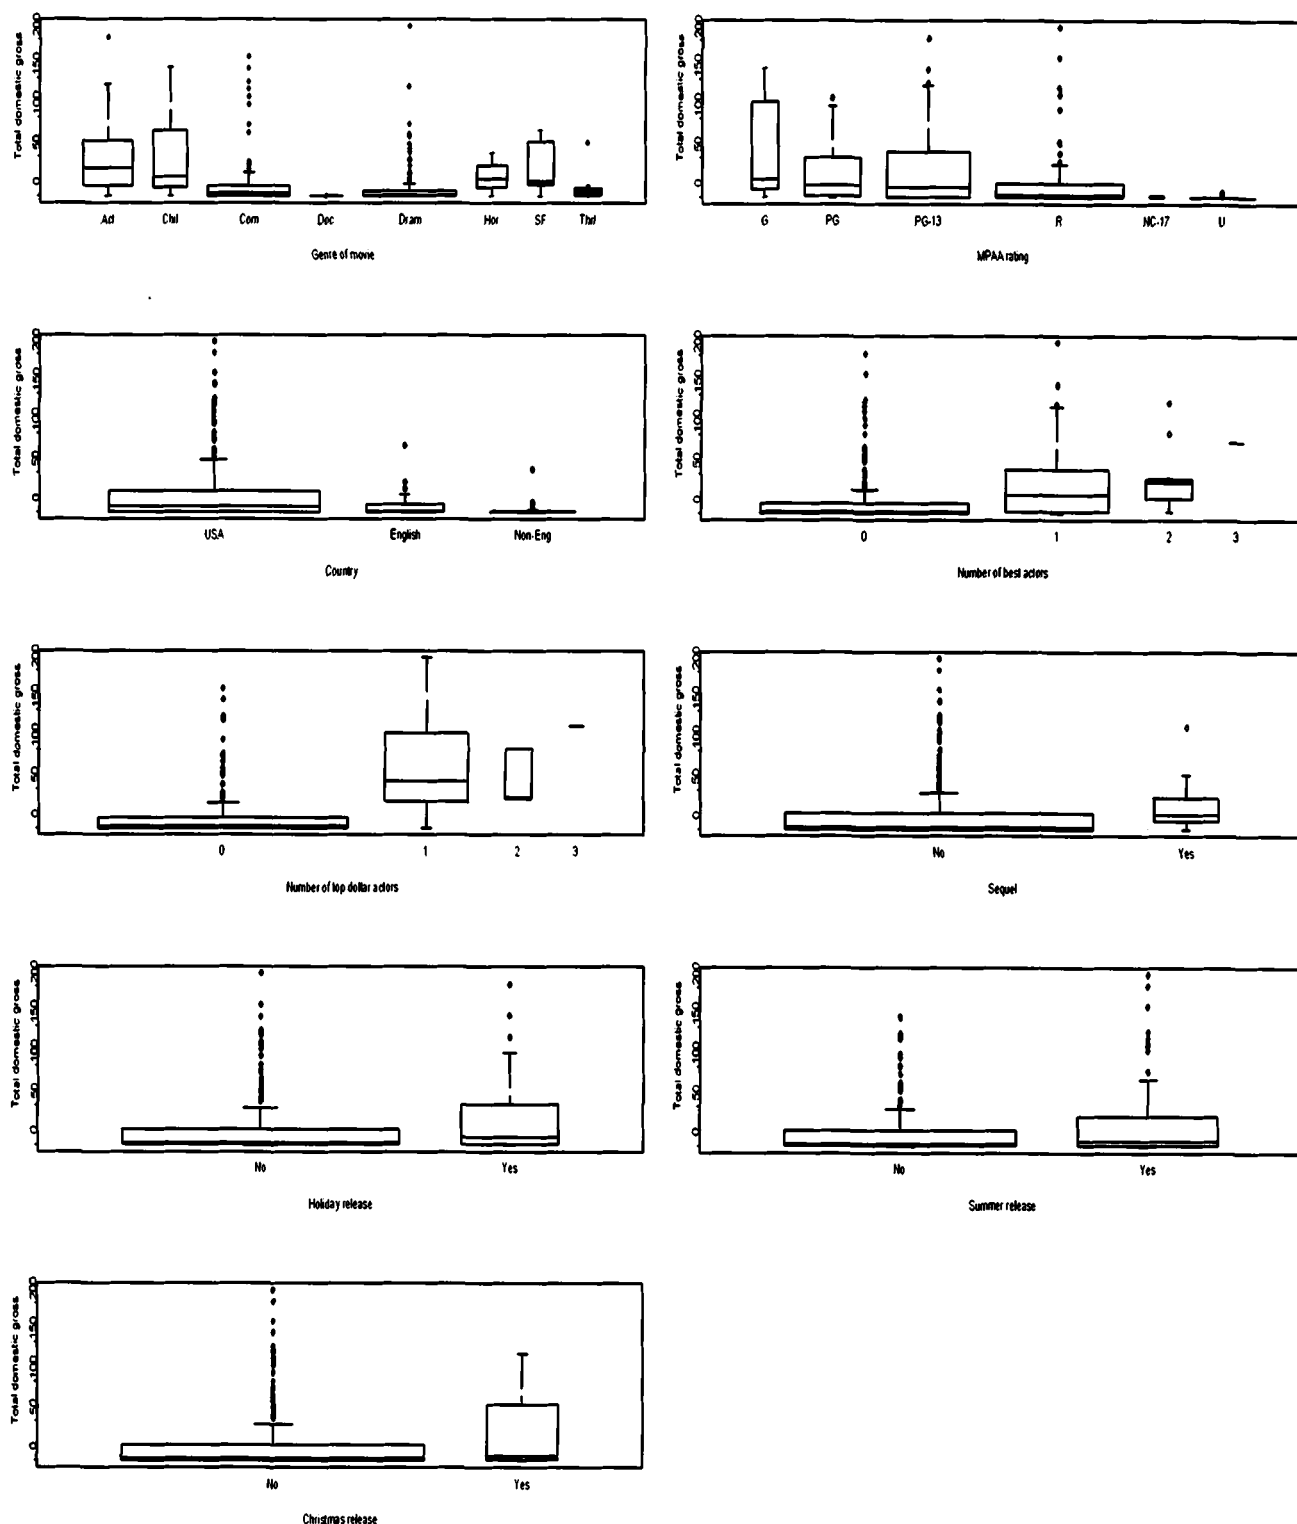 Total domestic gross
0 50 100 150 200
Act Chil Com Doc Dram Hor SF Thrl
Genre of movie
Total domestic gross
0 50 100 150 200
G PG PG-13 R NC-17 U
MPAA rating
Total domestic gross
0 50 100 150 200
USA English Non-Eng
Country
Total domestic gross
0 50 100 150 200
0 1 2 3
Number of best actors
Total domestic gross
0 50 100 150 200
0 1 2 3
Number of top dollar actors
Total domestic gross
0 50 100 150 200
No Yes
Sequel
Total domestic gross
0 50 100 150 200
No Yes
Holiday release
Total domestic gross
0 50 100 150 200
No Yes
Summer release
Total domestic gross
0 50 100 150 200
No Yes
Christmas release